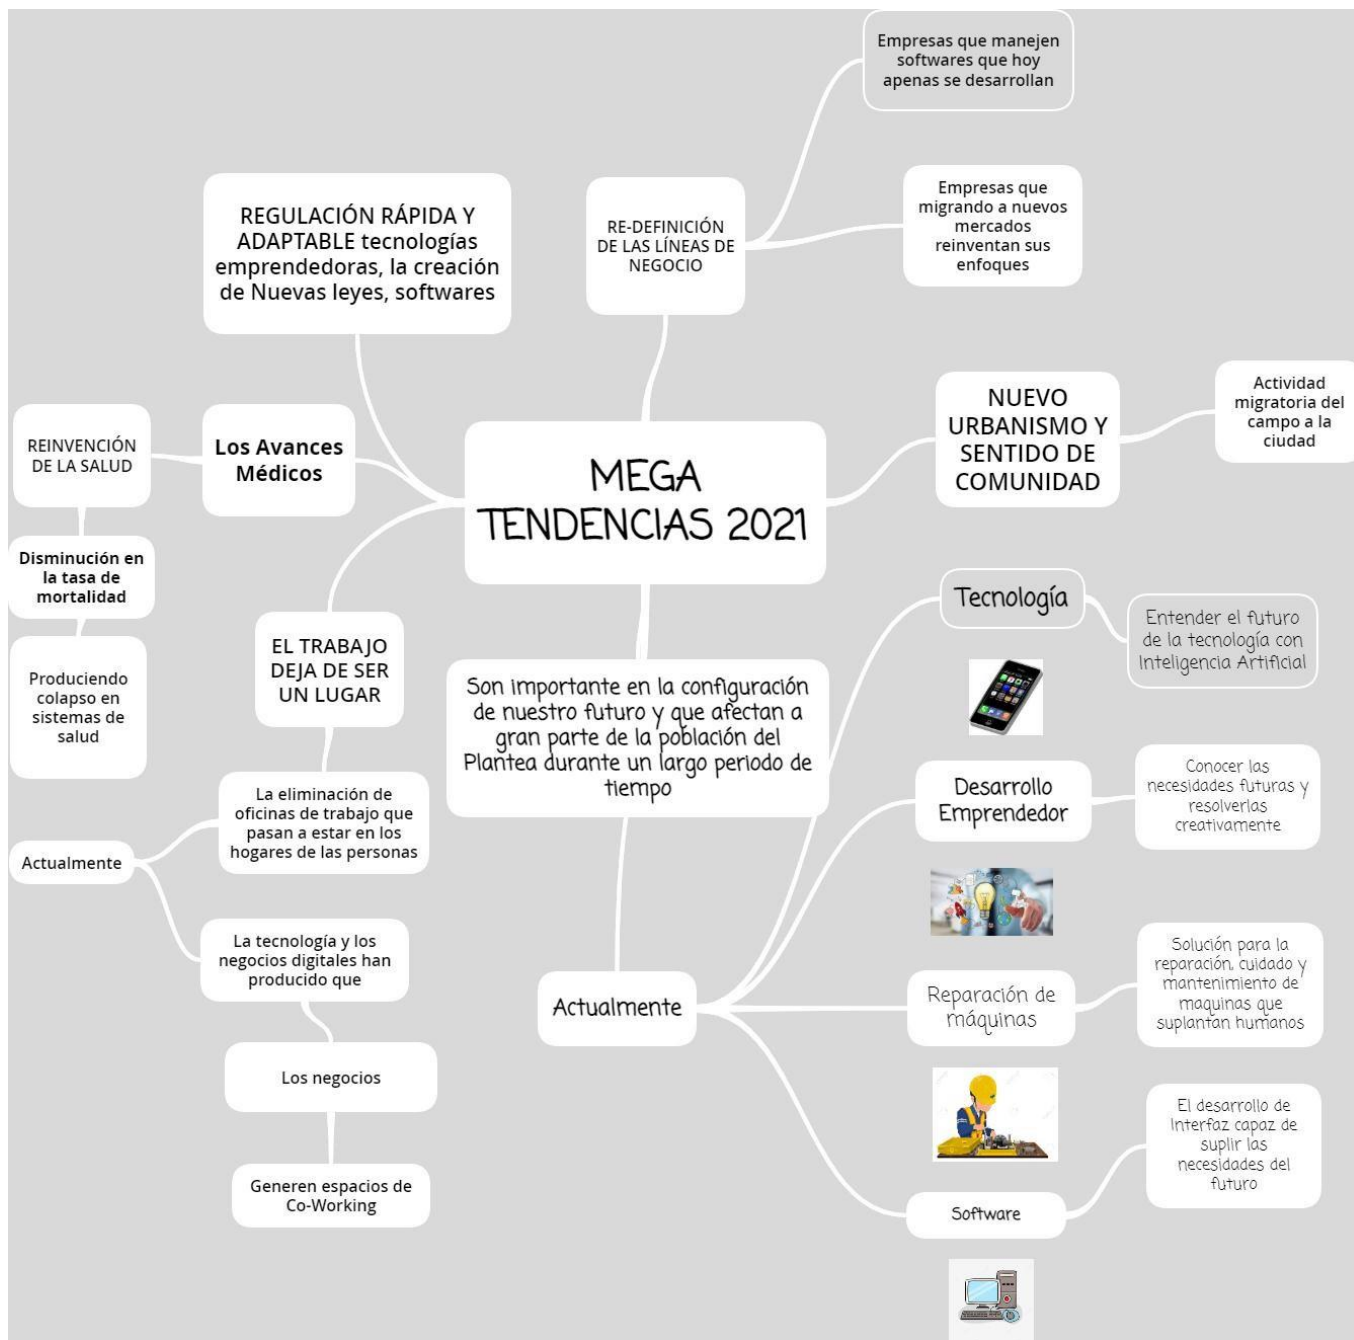 Empresas que manejen
softwares que hoy
apenas se desarrollan
REGULACIÓN RÁPIDA Y
ADAPTABLE tecnologías
emprendedoras, la creación
de Nuevas leyes, softwares
RE-DEFINICIÓN
DE LAS LÍNEAS DE
NEGOCIO
Empresas que
migrando a nuevos
mercados
reinventan sus
enfoques
REINVENCIÓN
DE LA SALUD
Los Avances
Médicos
MEGA
TENDENCIAS 2021
NUEVO
URBANISMO Y
SENTIDO DE
COMUNIDAD
Actividad
migratoria del
campo a la
ciudad
Disminución en
la tasa de
mortalidad
Produciendo
colapso en
sistemas de
salud
EL TRABAJO
DEJA DE SER
UN LUGAR
Son importante en la configuración
de nuestro futuro y que afectan a
gran parte de la población del
Plantea durante un largo periodo de
tiempo
Tecnología
Entender el futuro
de la tecnología con
Inteligencia Artificial
La eliminación de
oficinas de trabajo que
pasan a estar en los
hogares de las personas
Actualmente
Desarrollo
Emprendedor
Conocer las
necesidades futuras y
resolverlas
creativamente
La tecnología y los
negocios digitales han
producido que
Los negocios
Generen espacios de
Co-Working
Actualmente
Reparación de
máquinas
Solución para la
reparación, cuidado y
mantenimiento de
maquinas que
suplantan humanos
Software
El desarrollo de
Interfaz capaz de
suplir las
necesidades del
futuro